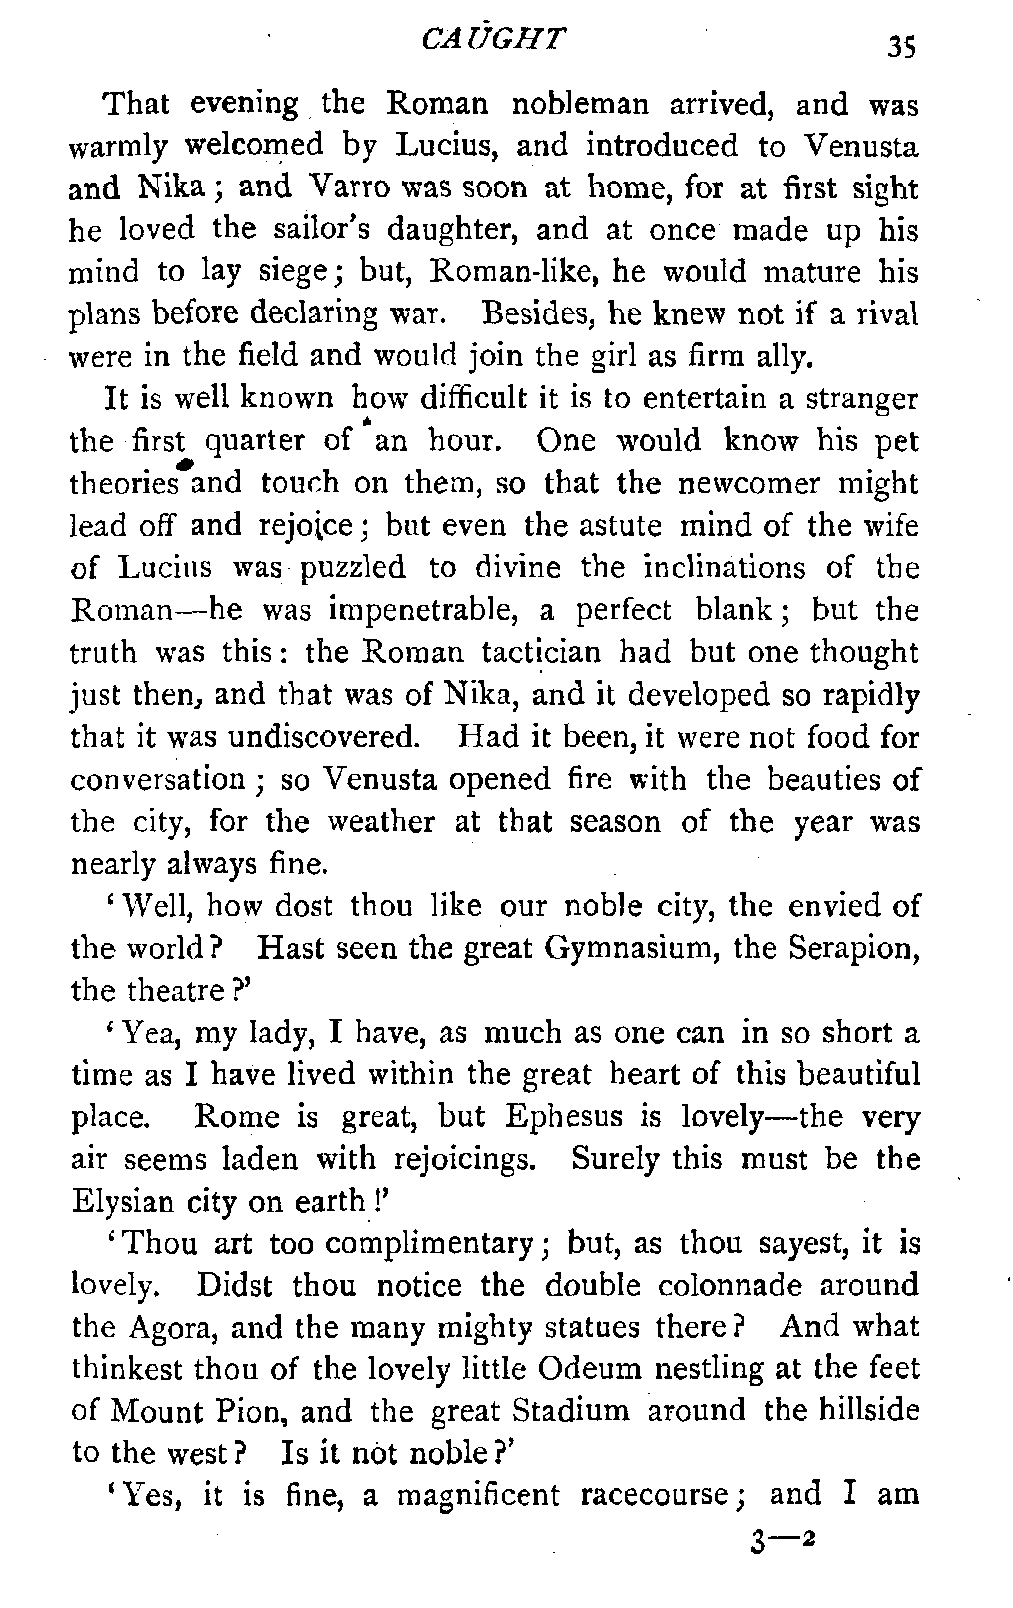 CAUGHT 35
That evening the Roman nobleman arrived, and was
warmly welcomed by Lucius, and introduced to Venusta
and Nika; and Varro was soon at home, for at first sight
he loved the sailor's daughter, and at once made up his
mind to lay siege; but, Roman-like, he would mature his
plans before declaring war. Besides, he knew not if a rival
were in the field and would join the girl as firm ally.
It is well known how difficult it is to entertain a stranger
the first quarter of an hour. One would know his pet
theories and touch on them, so that the newcomer might
lead off and rejoice; but even the astute mind of the wife
of Lucius was puzzled to divine the inclinations of the
Roman—he was impenetrable, a perfect blank; but the
truth was this: the Roman tactician had but one thought
just then, and that was of Nika, and it developed so rapidly
that it was undiscovered. Had it been, it were not food for
conversation; so Venusta opened fire with the beauties of
the city, for the weather at that season of the year was
nearly always fine.
'Well, how dost thou like our noble city, the envied of
the world? Hast seen the great Gymnasium, the Serapion,
the theatre?'
'Yea, my lady, I have, as much as one can in so short a
time as I have lived within the great heart of this beautiful
place. Rome is great, but Ephesus is lovely—the very
air seems laden with rejoicings. Surely this must be the
Elysian city on earth!'
'Thou art too complimentary; but, as thou sayest, it is
lovely. Didst thou notice the double colonnade around
the Agora, and the many mighty statues there? And what
thinkest thou of the lovely little Odeum nestling at the feet
of Mount Pion, and the great Stadium around the hillside
to the west? Is it not noble?'
'Yes, it is fine, a magnificent racecourse; and I am
3—2